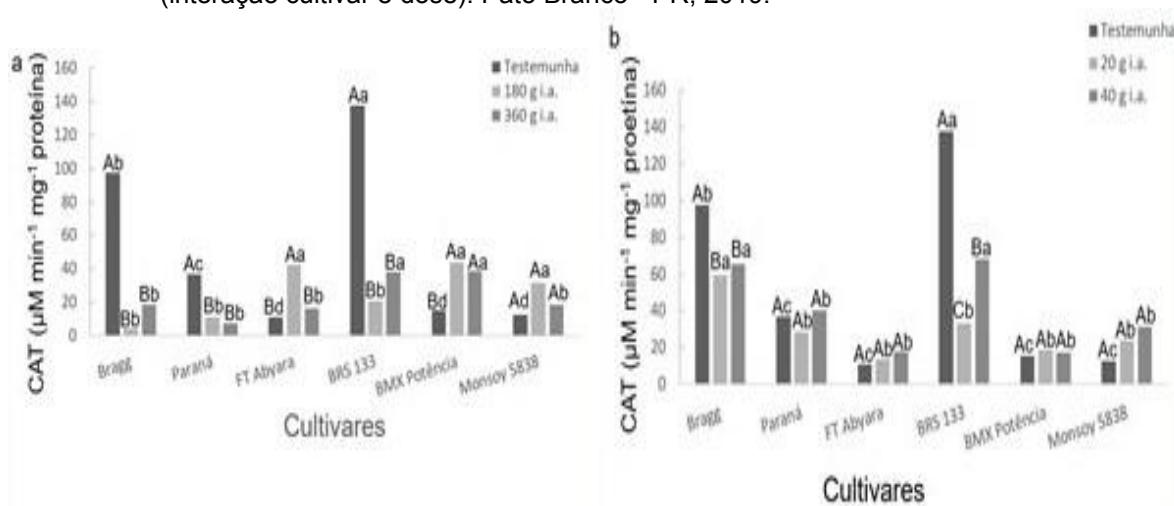 (interação cultivar e dose). Pato Branco - PR, 2019.
a
CAT (µM min⁻¹ mg⁻¹ proteína)
160
140
120
100
80
60
40
20
0
Testemunha
180 g i.a.
360 g i.a.
Ab Bb Bb
Ac Bb Bb
Bd Aa Bb
Aa Bb Ba
Bd Aa Aa
Ad Aa Ab
Bragg Paraná FT Abyara BRS 133 BMX Potência Monsoy 5838
Cultivares
b
CAT (µM min⁻¹ mg⁻¹ proetina)
160
140
120
100
80
60
40
20
0
Testemunha
20 g i.a.
40 g i.a.
Ab Ba Ba
Ac Ab Ab
Ac Ab Ab
Aa Cb Ba
Ac Ab Ab
Ac Ab Ab
Bragg Paraná FT Abyara BRS 133 BMX Potência Monsoy 5838
Cultivares